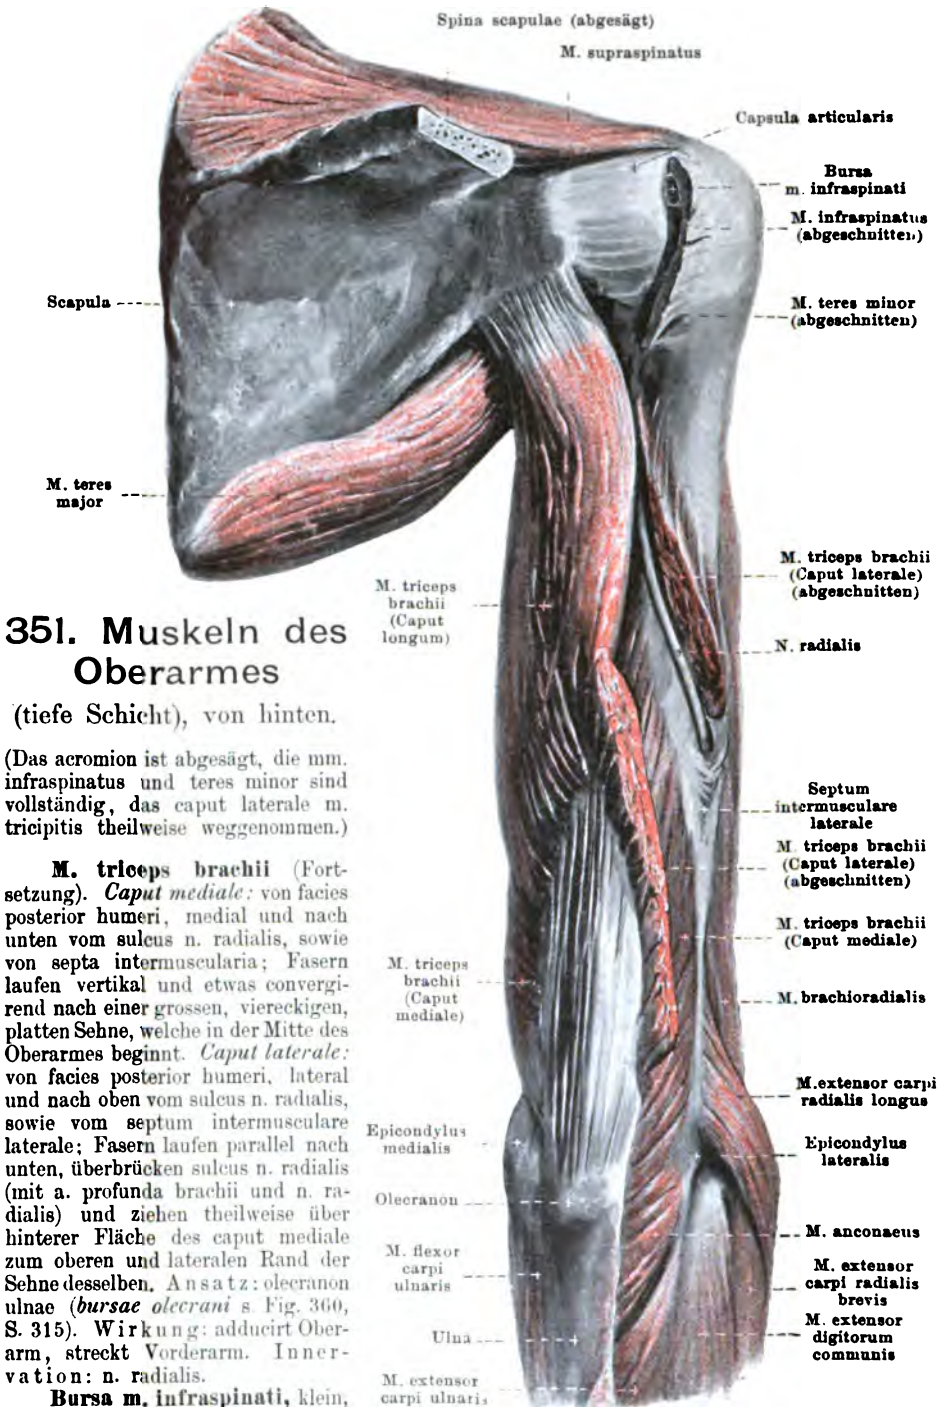 Spina scapulae (abgesägt)
M. supraspinatus
Capsula articularis
Bursa
m. infraspinati
M. infraspinatus
(abgeschnitten)
Scapula
M. teres minor
(abgeschnitten)
M. teres
major
M. triceps brachii
(Caput laterale)
(abgeschnitten)
M. triceps
brachii
(Caput
longum)
N. radialis
351. Muskeln des
Oberarmes
(tiefe Schicht), von hinten.
(Das acromion ist abgesägt, die mm.
infraspinatus und teres minor sind
vollständig, das caput laterale m.
tricipitis theilweise weggenommen.)
M. triceps brachii (Fort-
setzung). Caput mediale: von facies
posterior humeri, medial und nach
unten vom sulcus n. radialis, sowie
von septa intermuscularia; Fasern
laufen vertikal und etwas convergi-
rend nach einer grossen, viereckigen,
platten Sehne, welche in der Mitte des
Oberarmes beginnt. Caput laterale:
von facies posterior humeri, lateral
und nach oben vom sulcus n. radialis,
sowie vom septum intermusculare
laterale; Fasern laufen parallel nach
unten, überbrücken sulcus n. radialis
(mit a. profunda brachii und n. ra-
dialis) und ziehen theilweise über
hinterer Fläche des caput mediale
zum oberen und lateralen Rand der
Sehne desselben. Ansatz: olecranon
ulnae (bursae olecrani s. Fig. 360,
S. 315). Wirkung: adducirt Ober-
arm, streckt Vorderarm. Inner-
vation: n. radialis.
Bursa m. infraspinati, klein,
Septum
intermusculare
laterale
M. triceps brachii
(Caput laterale)
(abgeschnitten)
M. triceps brachii
(Caput mediale)
M. triceps
brachii
(Caput
mediale)
M. brachioradialis
M. extensor carpi
radialis longus
Epicondylus
medialis
Epicondylus
lateralis
Olecranon
M. anconaeus
M. flexor
carpi
ulnaris
M. extensor
carpi radialis
brevis
Ulna
M. extensor
digitorum
communis
M. extensor
carpi ulnaris